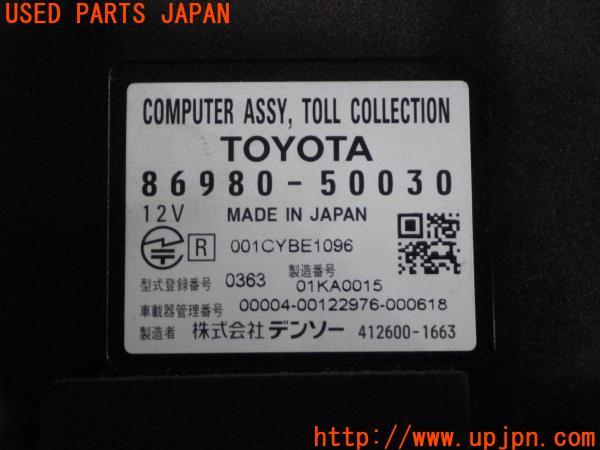 USED PARTS JAPAN
COMPUTER ASSY, TOLL COLLECTION
TOYOTA
86980-50030
12V MADE IN JAPAN
R 001CYBE1096
型式登録番号 0363 製造番号 01KA0015
車載器管理番号 00004-00122976-000618
製造者 株式会社 デンソー 412600-1663
http://www.upjpn.com/